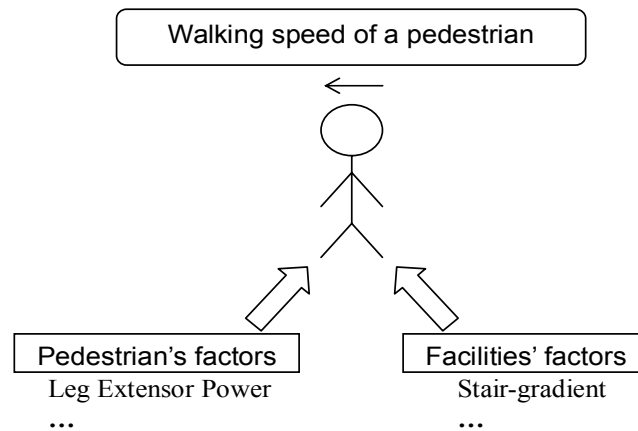 Walking speed of a pedestrian
Pedestrian's factors
Leg Extensor Power
...
Facilities' factors
Stair-gradient
...